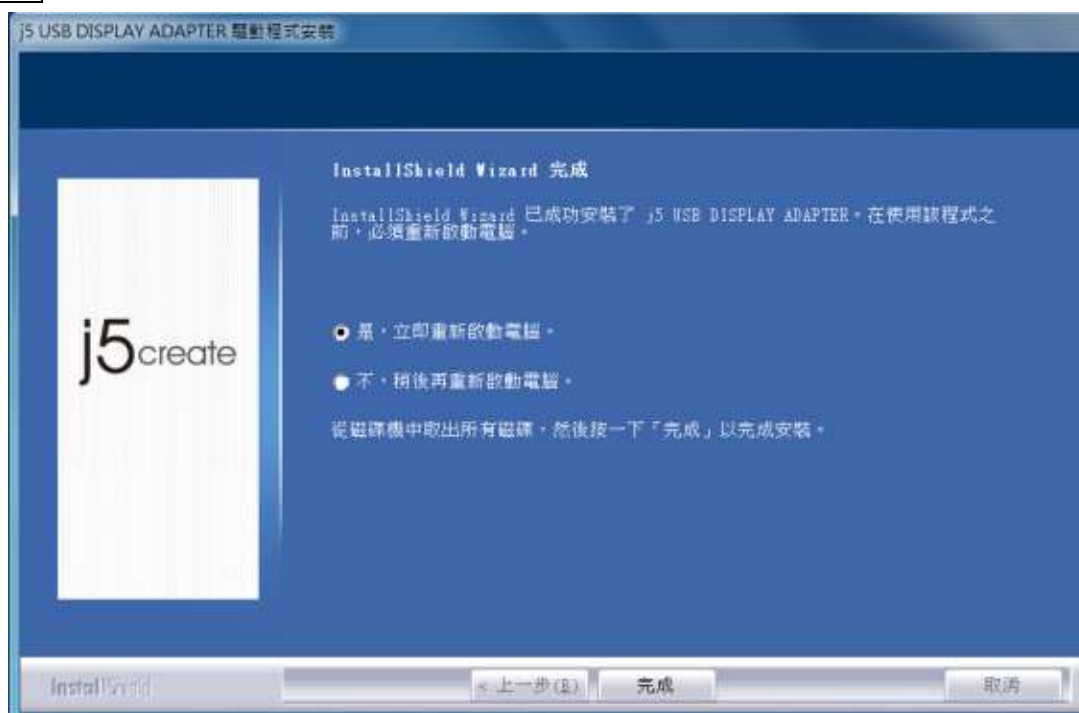 j5 USB DISPLAY ADAPTER 驅動程式安裝
InstallShield Wizard 完成
InstallShield Wizard 已成功安裝了 j5 USB DISPLAY ADAPTER。在使用該程式之
前，必須重新啟動電腦。
是，立即重新啟動電腦。
不，稍後再重新啟動電腦。
從磁碟機中取出所有磁碟，然後按一下「完成」以完成安裝。
j5create
InstallShield
< 上一步(B)
完成
取消